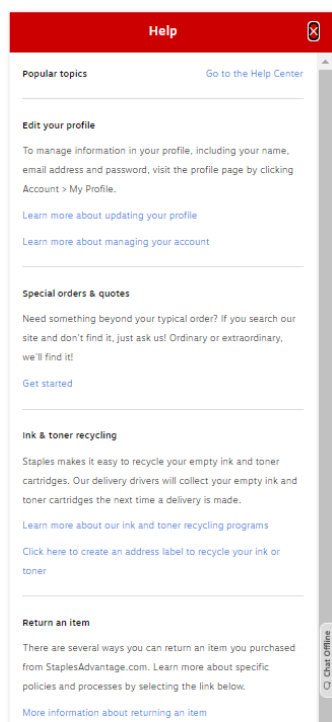 Help
Popular topics
Go to the Help Center
Edit your profile
To manage information in your profile, including your name,
email address and password, visit the profile page by clicking
Account > My Profile.
Learn more about updating your profile
Learn more about managing your account
Special orders & quotes
Need something beyond your typical order? If you search our
site and don't find it, just ask us! Ordinary or extraordinary,
we'll find it!
Get started
Ink & toner recycling
Staples makes it easy to recycle your empty ink and toner
cartridges. Our delivery drivers will collect your empty ink and
toner cartridges the next time a delivery is made.
Learn more about our ink and toner recycling programs
Click here to create an address label to recycle your ink or
toner
Return an item
There are several ways you can return an item you purchased
from StaplesAdvantage.com. Learn more about specific
policies and processes by selecting the link below.
More information about returning an item
Chat Offline